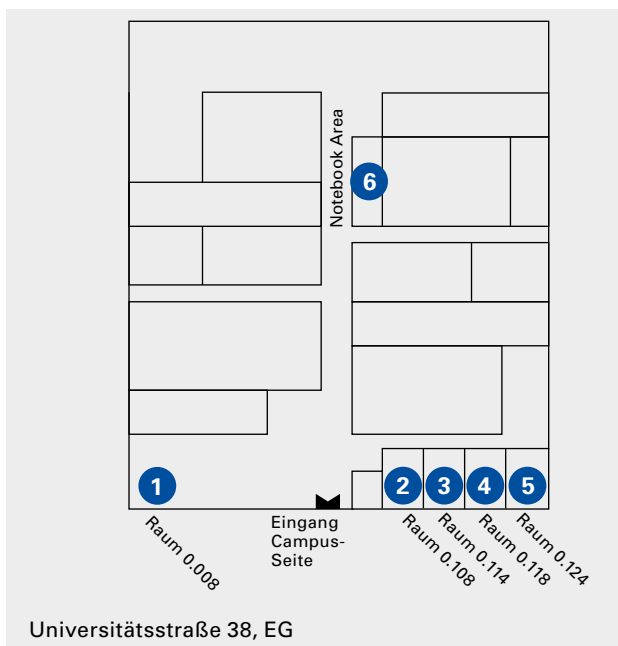 Notebook Area
6
1
2
3
4
5
Raum 0.008
Eingang
Campus-
Seite
Raum 0.108
Raum 0.114
Raum 0.118
Raum 0.124
Universitätsstraße 38, EG